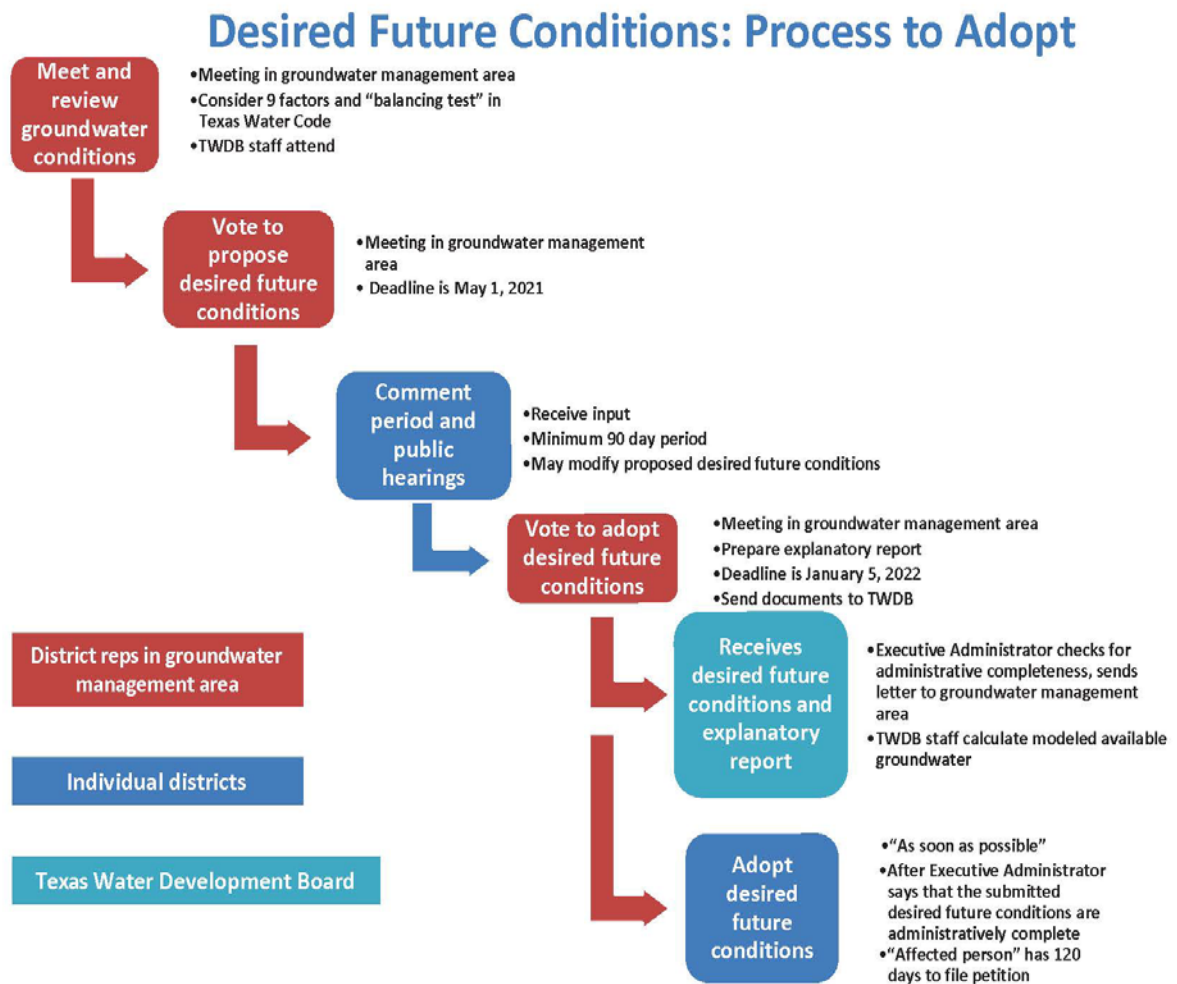 Desired Future Conditions: Process to Adopt
Meet and
review
groundwater
conditions
•Meeting in groundwater management area
•Consider 9 factors and “balancing test” in
Texas Water Code
•TWDB staff attend
Vote to
propose
desired future
conditions
•Meeting in groundwater management
area
• Deadline is May 1, 2021
Comment
period and
public
hearings
•Receive input
•Minimum 90 day period
•May modify proposed desired future conditions
Vote to adopt
desired future
conditions
•Meeting in groundwater management area
•Prepare explanatory report
•Deadline is January 5, 2022
•Send documents to TWDB
Receives
desired future
conditions and
explanatory
report
•Executive Administrator checks for
administrative completeness, sends
letter to groundwater management
area
•TWDB staff calculate modeled available
groundwater
Adopt
desired
future
conditions
•“As soon as possible”
•After Executive Administrator
says that the submitted
desired future conditions are
administratively complete
•“Affected person” has 120
days to file petition
District reps in groundwater
management area
Individual districts
Texas Water Development Board